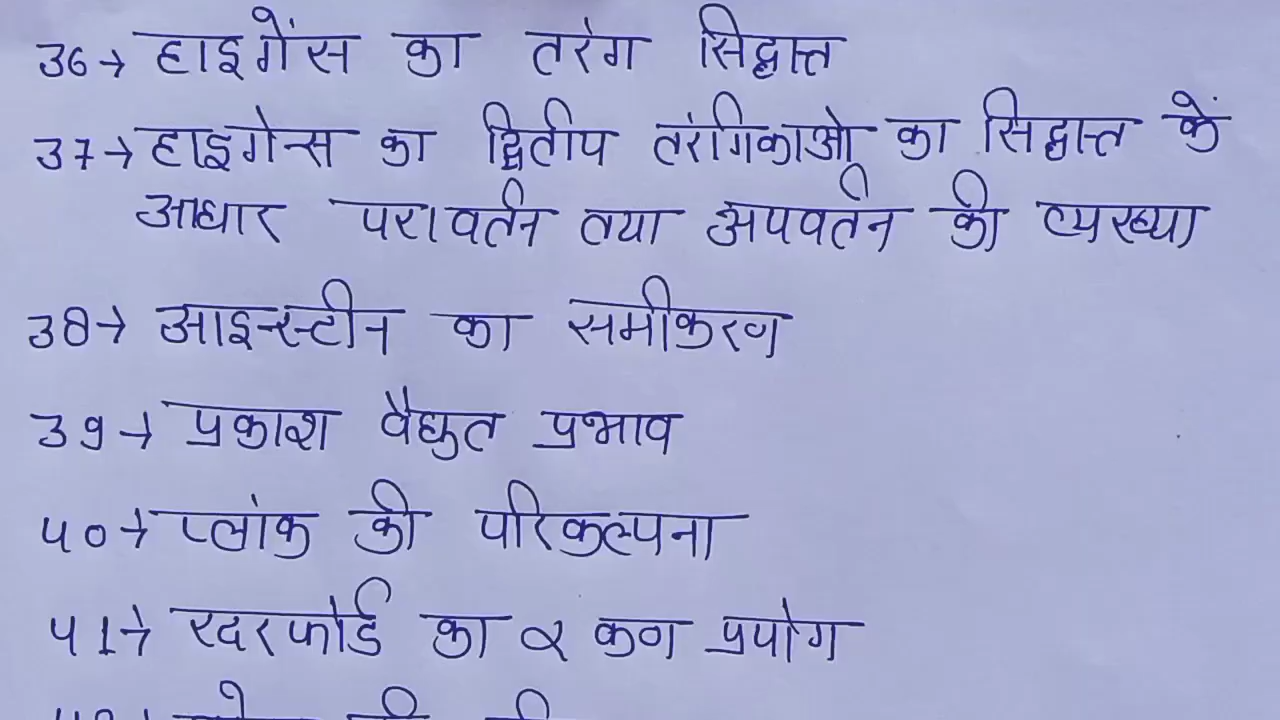 36→ हाइगेंस का तरंग सिद्धान्त
37→ हाइगेन्स का द्वितीय तरंगिकाओ का सिद्धान्त के
आधार परावर्तन तथा अपवर्तन की व्यख्या
38→ आइन्स्टीन का समीकरण
39→ प्रकाश वैधुत प्रभाव
40→ प्लांक की परिकल्पना
41→ रदरफोर्ड का α कण प्रयोग